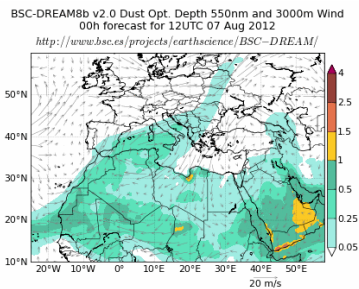 BSC-DREAM8b v2.0 Dust Opt. Depth 550nm and 3000m Wind
00h forecast for 12UTC 07 Aug 2012
http://www.bsc.es/projects/earthscience/BSC-DREAM/
50°N
40°N
30°N
20°N
10°N
20°W 10°W 0° 10°E 20°E 30°E 40°E 50°E
20 m/s
4
2.5
1.5
1
0.5
0.25
0.05